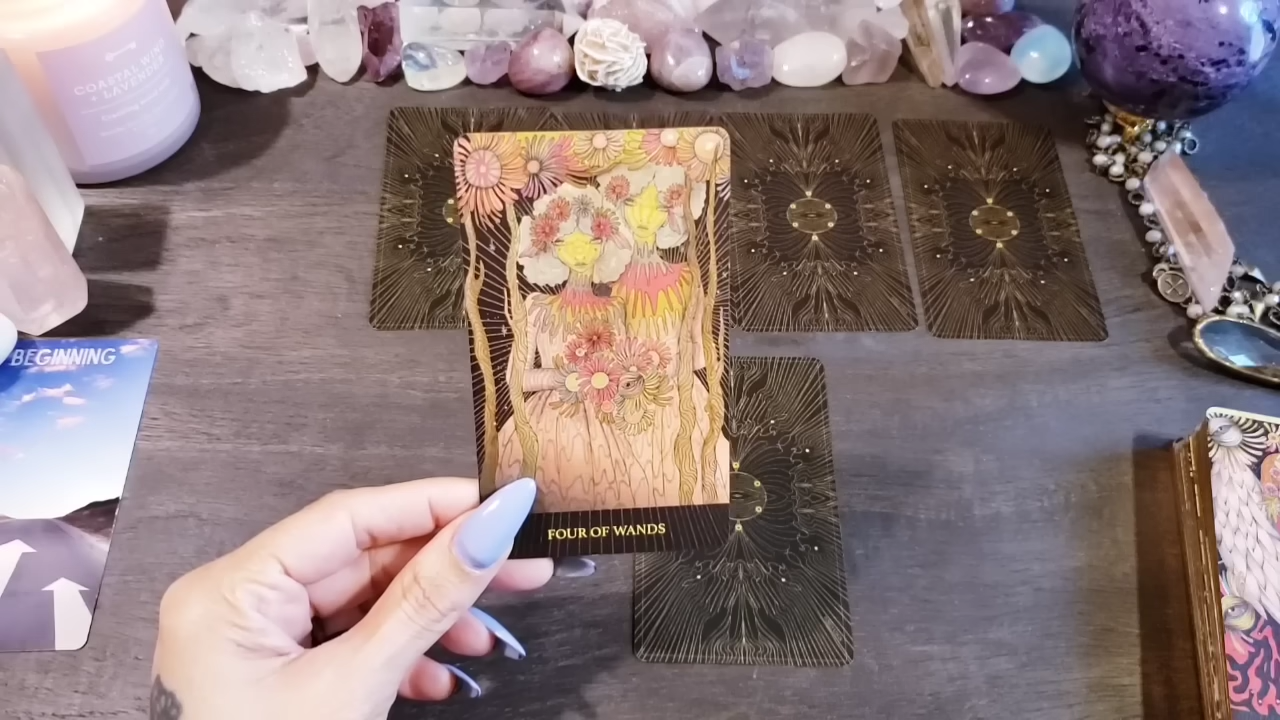 COASTAL WIND
+ LAVENDER
BEGINNING
FOUR OF WANDS